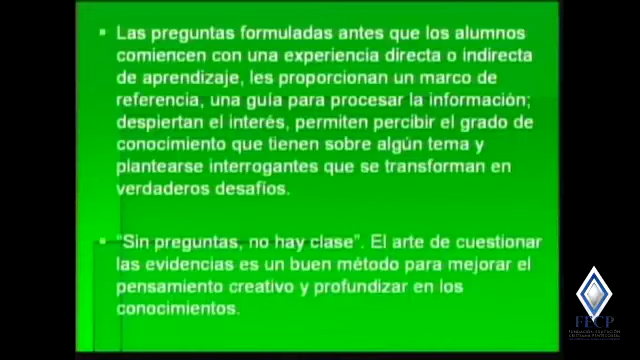 Las preguntas formuladas antes que los alumnos
comiencen con una experiencia directa o indirecta
de aprendizaje, les proporcionan un marco de
referencia, una guía para procesar la información;
despiertan el interés, permiten percibir el grado de
conocimiento que tienen sobre algún tema y
plantearse interrogantes que se transforman en
verdaderos desafíos.
"Sin preguntas, no hay clase". El arte de cuestionar
las evidencias es un buen método para mejorar el
pensamiento creativo y profundizar en los
conocimientos.
FECP